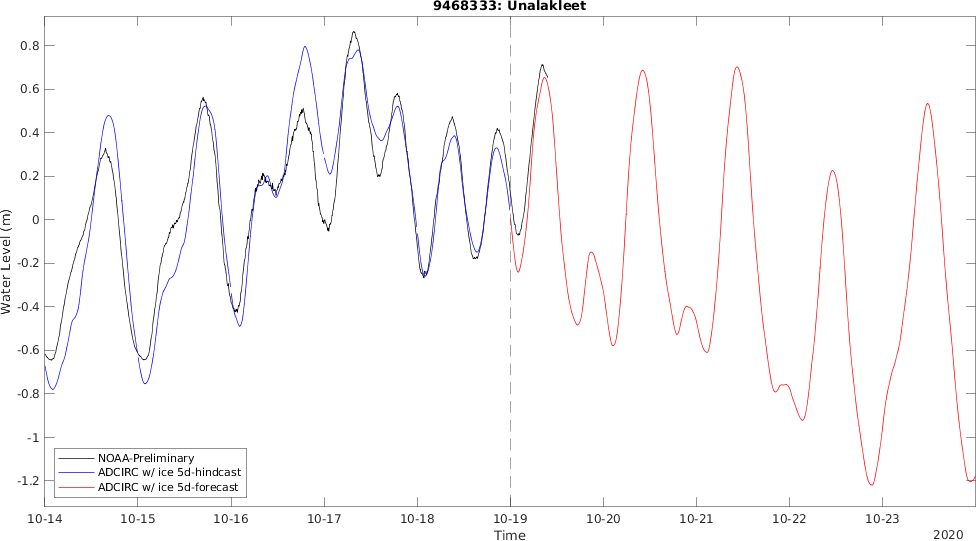 9468333: Unalakleet
Water Level (m)
0.8
0.6
0.4
0.2
0
-0.2
-0.4
-0.6
-0.8
-1
-1.2
NOAA-Preliminary
ADCIRC w/ ice 5d-hindcast
ADCIRC w/ ice 5d-forecast
10-14 10-15 10-16 10-17 10-18 10-19 10-20 10-21 10-22 10-23
Time
2020